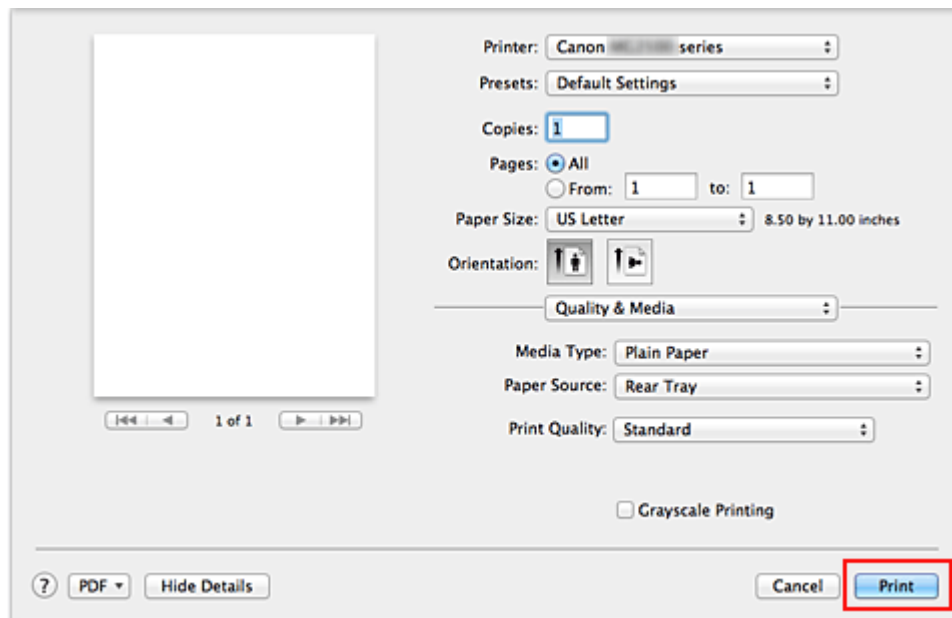 Printer: Canon series
Presets: Default Settings
Copies: 1
Pages: All
From: 1 to: 1
Paper Size: US Letter 8.50 by 11.00 inches
Orientation:
Quality & Media
Media Type: Plain Paper
Paper Source: Rear Tray
1 of 1
Print Quality: Standard
Grayscale Printing
? PDF Hide Details Cancel Print